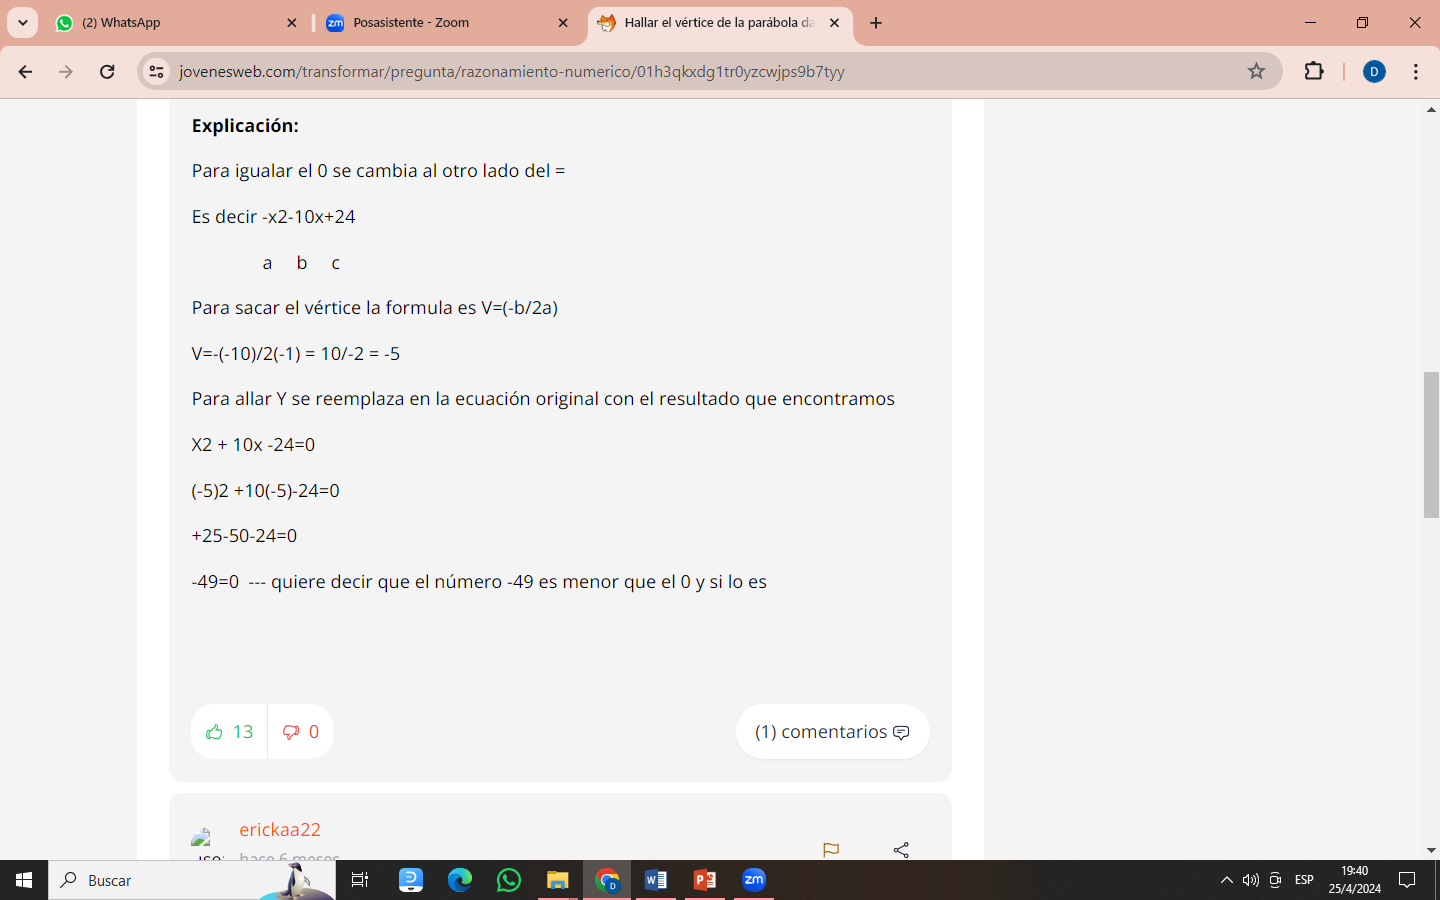 (2) WhatsApp
Posasistente - Zoom
Hallar el vértice de la parábola da
jovenesweb.com/transformar/pregunta/razonamiento-numerico/01h3qkxdg1tr0yzcwjps9b7tyy
D
Explicación:
Para igualar el 0 se cambia al otro lado del =
Es decir -x2-10x+24
a b c
Para sacar el vértice la formula es V=(-b/2a)
V=-(-10)/2(-1) = 10/-2 = -5
Para allar Y se reemplaza en la ecuación original con el resultado que encontramos
X2 + 10x -24=0
(-5)2 +10(-5)-24=0
+25-50-24=0
-49=0 --- quiere decir que el número -49 es menor que el 0 y si lo es
13
0
(1) comentarios
erickaa22
hace 6 meses
Buscar
ESP
19:40
25/4/2024